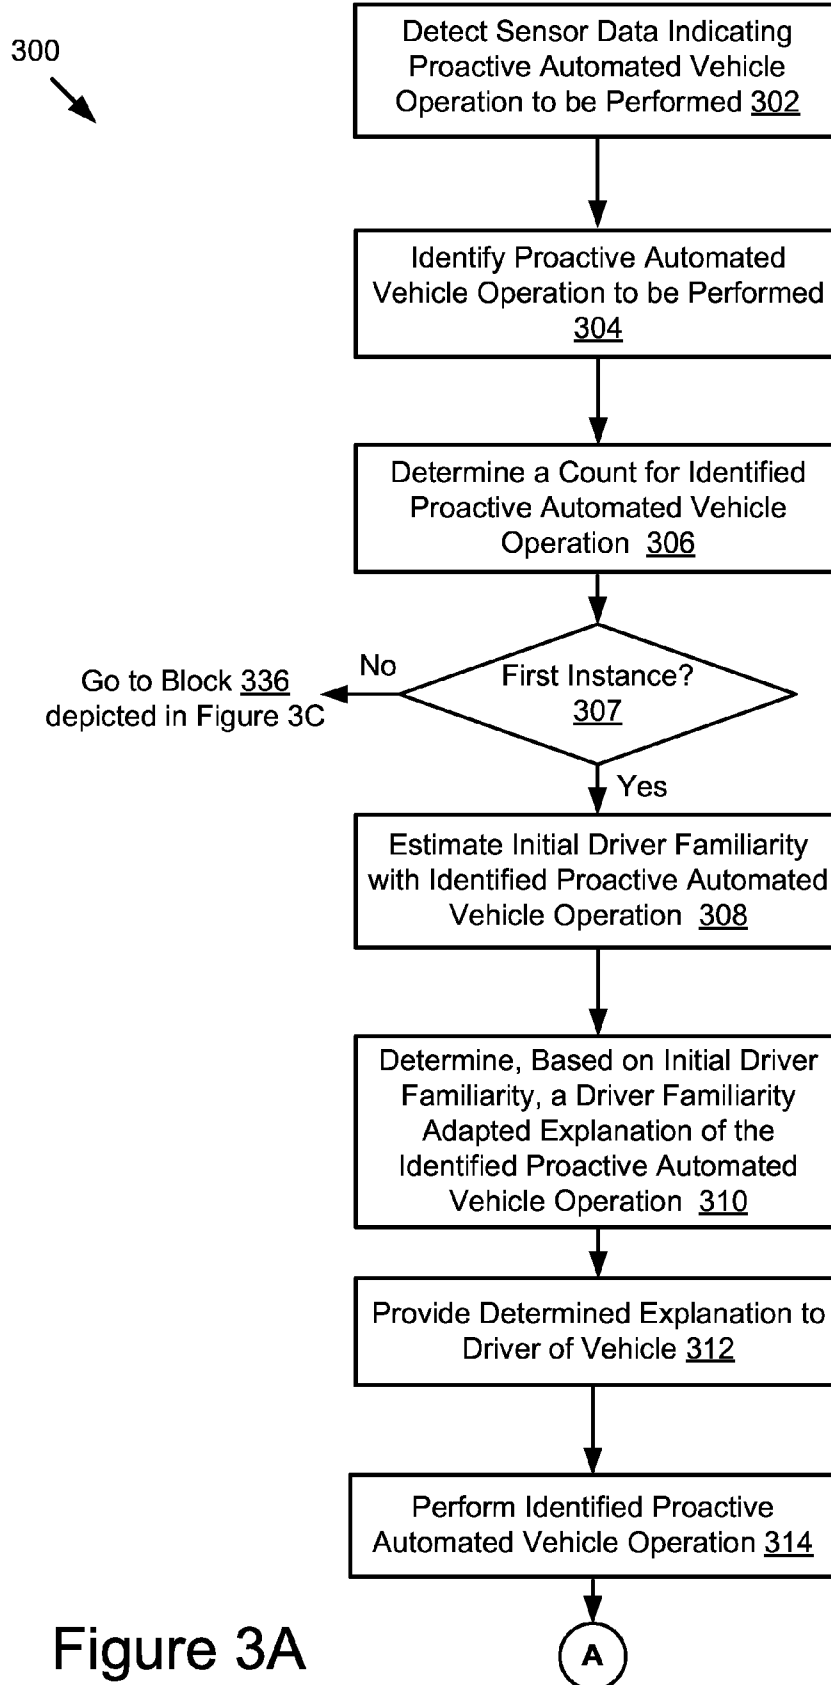 300
Detect Sensor Data Indicating
Proactive Automated Vehicle
Operation to be Performed 302
Identify Proactive Automated
Vehicle Operation to be Performed
304
Determine a Count for Identified
Proactive Automated Vehicle
Operation 306
First Instance?
307
No
Go to Block 336
depicted in Figure 3C
Yes
Estimate Initial Driver Familiarity
with Identified Proactive Automated
Vehicle Operation 308
Determine, Based on Initial Driver
Familiarity, a Driver Familiarity
Adapted Explanation of the
Identified Proactive Automated
Vehicle Operation 310
Provide Determined Explanation to
Driver of Vehicle 312
Perform Identified Proactive
Automated Vehicle Operation 314
A
Figure 3A